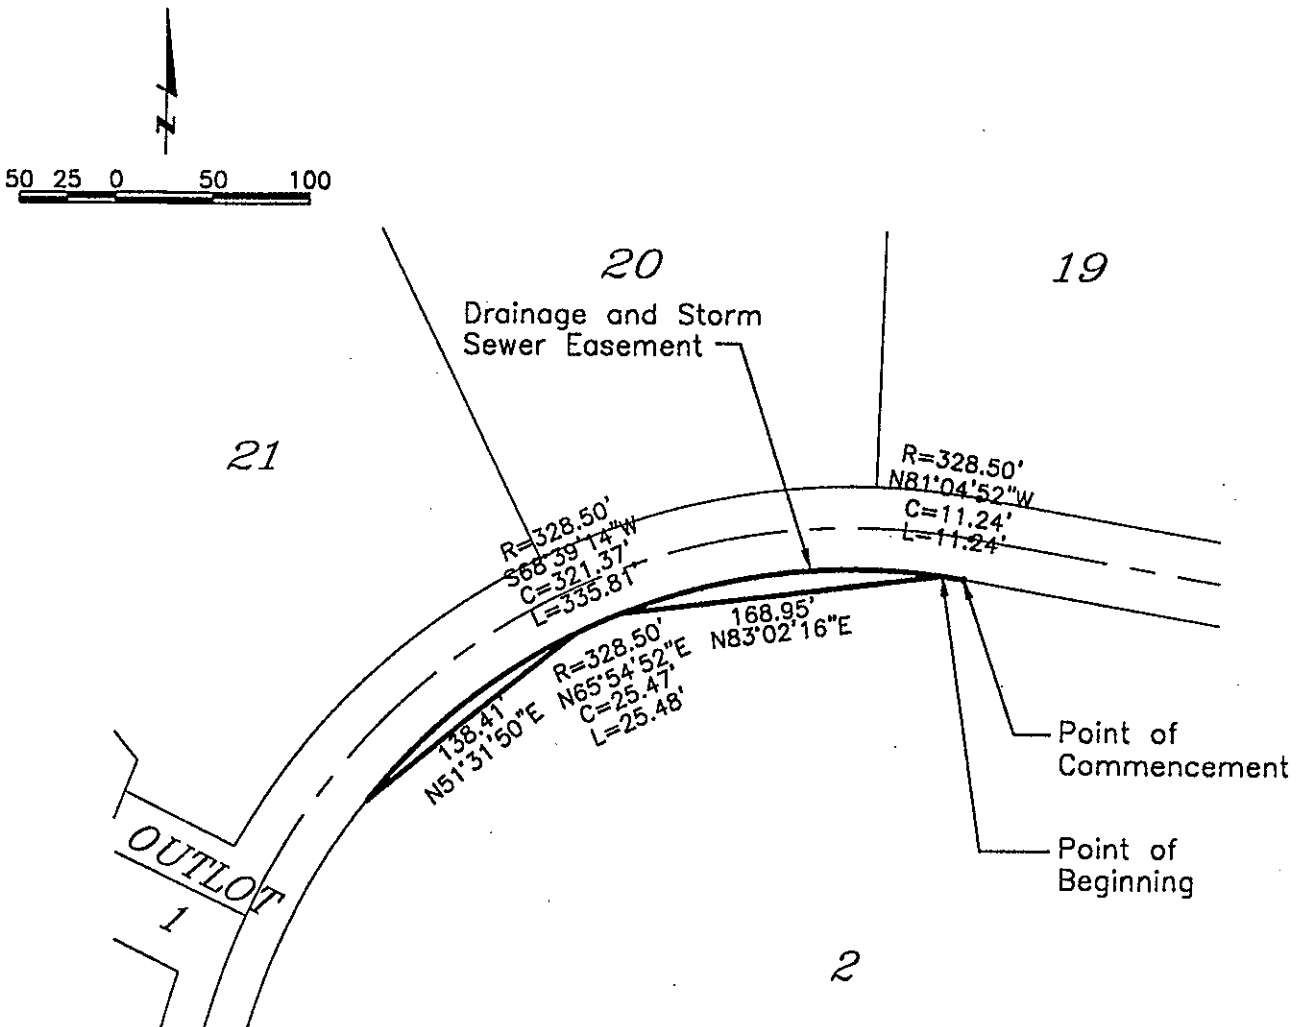 N
50 25 0 50 100
20
19
Drainage and Storm
Sewer Easement
21
R=328.50'
N81°04'52"W
C=11.24'
L=11.24'
R=328.50'
S68°39'14"W
C=321.37'
L=335.81'
168.95'
N83°02'16"E
R=328.50'
N65°54'52"E
C=25.47'
L=25.48'
138.41'
N51°31'50"E
Point of
Commencement
OUTLOT
1
Point of
Beginning
2